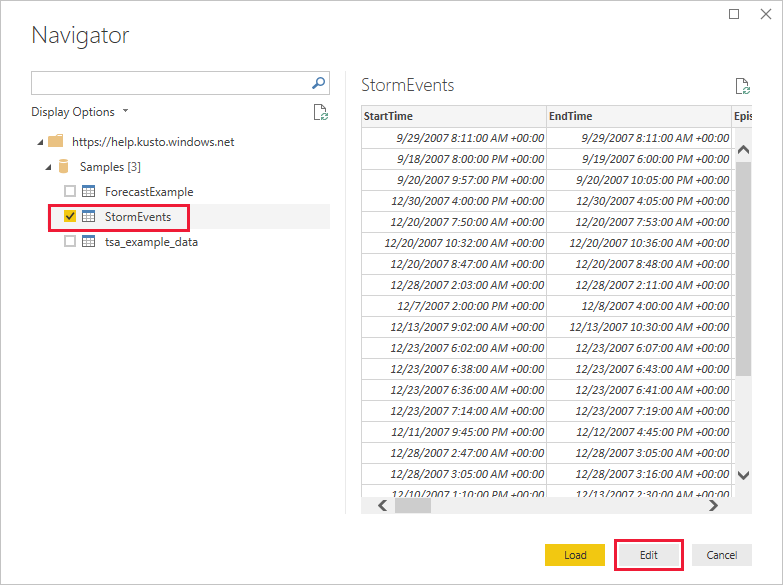 Navigator
Display Options
https://help.kusto.windows.net
Samples [3]
ForecastExample
StormEvents
tsa_example_data
StormEvents
StartTime EndTime Epis
9/29/2007 8:11:00 AM +00:00 9/29/2007 8:11:00 AM +00:00
9/18/2007 8:00:00 PM +00:00 9/19/2007 6:00:00 PM +00:00
9/20/2007 9:57:00 PM +00:00 9/20/2007 10:05:00 PM +00:00
12/30/2007 4:00:00 PM +00:00 12/30/2007 4:05:00 PM +00:00
12/20/2007 7:50:00 AM +00:00 12/20/2007 7:53:00 AM +00:00
12/20/2007 10:32:00 AM +00:00 12/20/2007 10:36:00 AM +00:00
12/20/2007 8:47:00 AM +00:00 12/20/2007 8:48:00 AM +00:00
12/28/2007 2:03:00 AM +00:00 12/28/2007 2:11:00 AM +00:00
12/7/2007 2:00:00 PM +00:00 12/8/2007 4:00:00 AM +00:00
12/13/2007 9:02:00 AM +00:00 12/13/2007 10:30:00 AM +00:00
12/23/2007 6:02:00 AM +00:00 12/23/2007 6:07:00 AM +00:00
12/23/2007 6:38:00 AM +00:00 12/23/2007 6:43:00 AM +00:00
12/23/2007 6:36:00 AM +00:00 12/23/2007 6:41:00 AM +00:00
12/23/2007 7:14:00 AM +00:00 12/23/2007 7:19:00 AM +00:00
12/11/2007 9:45:00 PM +00:00 12/12/2007 4:45:00 PM +00:00
12/28/2007 2:47:00 AM +00:00 12/28/2007 3:05:00 AM +00:00
12/28/2007 3:05:00 AM +00:00 12/28/2007 3:16:00 AM +00:00
12/10/2007 1:10:00 PM +00:00 12/13/2007 2:30:00 AM +00:00
Load Edit Cancel